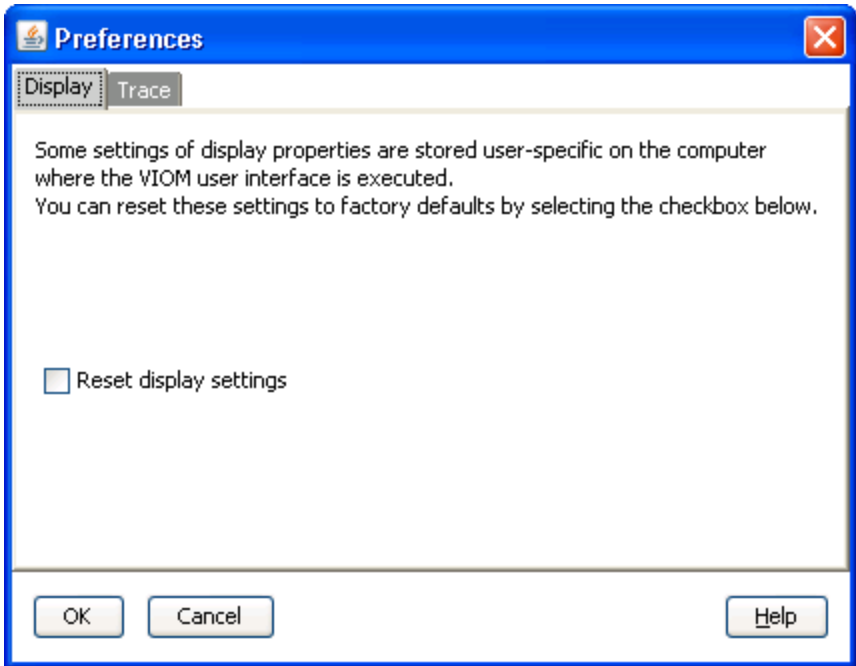 Preferences
Display Trace
Some settings of display properties are stored user-specific on the computer
where the VIOM user interface is executed.
You can reset these settings to factory defaults by selecting the checkbox below.
Reset display settings
OK Cancel Help